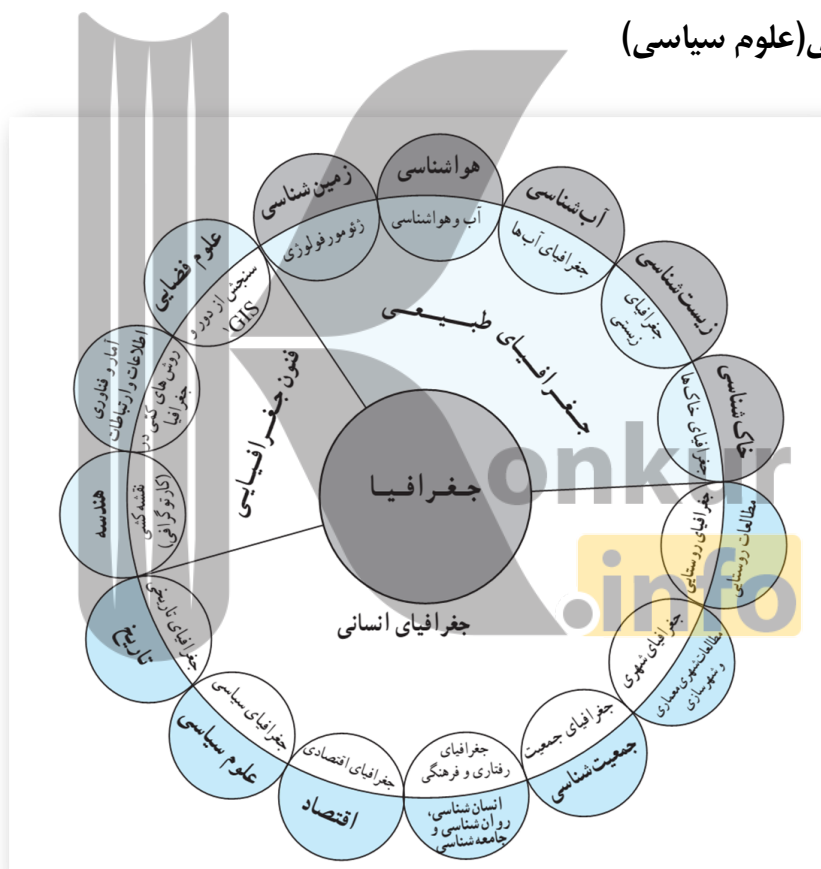 ی(علوم سیاسی)
هواشناسی
آب وهواشناسی
آب‌شناسی
جغرافیای آب‌ها
زیست‌شناسی
جغرافیای
زیستی
خاک‌شناسی
جغرافیای خاک‌ها
مطالعات روستایی
جغرافیای روستایی
مطالعات شهری معماری
و شهرسازی
جغرافیای شهری
جمعیت‌شناسی
جغرافیای جمعیت
جغرافیای
رفتاری و فرهنگی
انسان‌شناسی،
روان‌شناسی و
جامعه‌شناسی
جغرافیای اقتصادی
اقتصاد
جغرافیای سیاسی
علوم سیاسی
جغرافیای تاریخی
تاریخ
هندسه
نقشه‌کشی
(کارتوگرافی)
آمار و فناوری
اطلاعات و ارتباطات
روش‌های کمّی در
جغرافیا
علوم فضایی
سنجش از دور و
GIS
زمین‌شناسی
ژئومورفولوژی
جغرافیای طبیعی
فنون جغرافیایی
جغرافیا
جغرافیای انسانی
onkur
.info